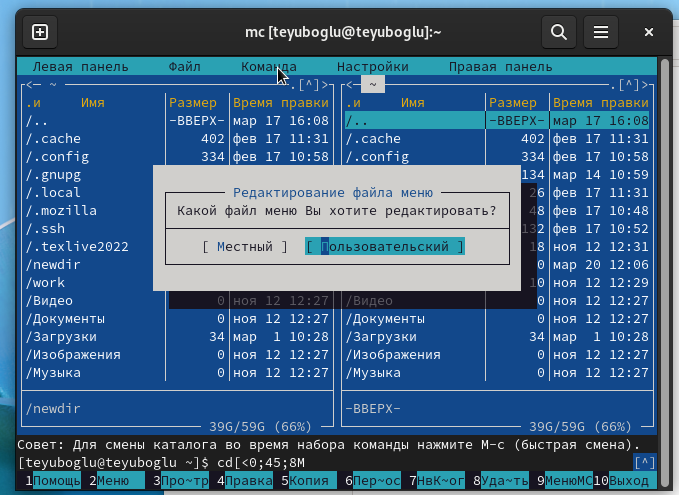 mc [teyuboglu@teyuboglu]:~
Левая панель Файл Команда Настройки Правая панель
<— ~ .[^]> <— ~ .[^]>
.и Имя Размер Время правки .и Имя Размер Время правки
/.. -ВВЕРХ- мар 17 16:08 /.. -ВВЕРХ- мар 17 16:08
/.cache 402 фев 17 11:31 /.cache 402 фев 17 11:31
/.config 334 фев 17 10:58 /.config 334 фев 17 10:58
/.gnupg 134 мар 14 10:59
/.local Редактирование файла меню 26 фев 17 11:31
/.mozilla Какой файл меню Вы хотите редактировать? 48 фев 17 10:48
/.ssh 132 фев 17 10:52
/.texlive2022 [ Местный ] [ Пользовательский ] 18 ноя 12 12:31
/newdir 0 мар 20 12:06
/work 10 ноя 12 12:29
/Видео 0 ноя 12 12:27 /Видео 0 ноя 12 12:27
/Документы 0 ноя 12 12:27 /Документы 0 ноя 12 12:27
/Загрузки 34 мар 1 10:28 /Загрузки 34 мар 1 10:28
/Изображения 0 ноя 12 12:27 /Изображения 0 ноя 12 12:27
/Музыка 0 ноя 12 12:27 /Музыка 0 ноя 12 12:27
/newdir -ВВЕРХ-
39G/59G (66%) 39G/59G (66%)
Совет: Для смены каталога во время набора команды нажмите M-c (быстрая смена).
[teyuboglu@teyuboglu ~]$ cd[<0;45;8M [^]
1Помощь 2Меню 3Про~тр 4Правка 5Копия 6Пер~ос 7НвК~ог 8Уда~ть 9МенюMC 10Выход